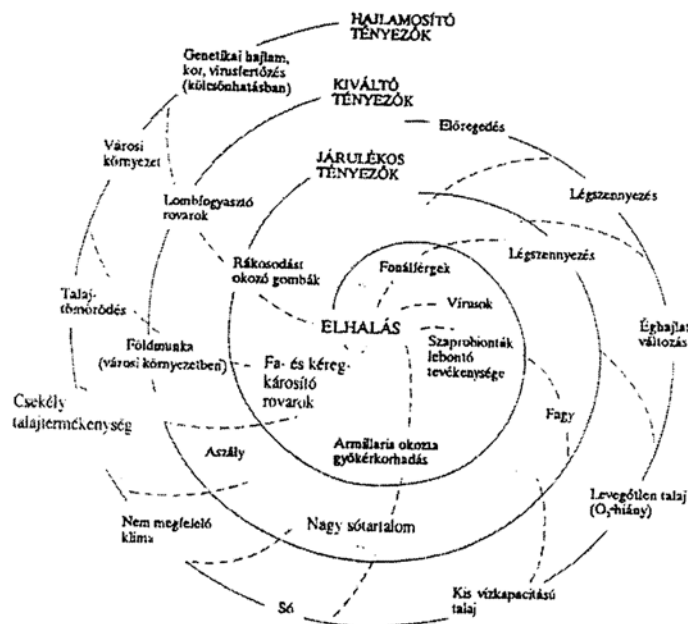 HAJLAMOSÍTÓ
TÉNYEZŐK
Genetikai hajlam,
kor, vírusfertőzés
(kölcsönhatásban)
KIVÁLTÓ
TÉNYEZŐK
Előregedés
Városi
környezet
JÁRULÉKOS
TÉNYEZŐK
Lombfogyasztó
rovarok
Légszennyezés
Rákosodást
okozó gombák
Fonálférgek
Légszennyezés
Talaj-
tömörödés
Vírusok
ELHALÁS
Szaprobionták
lebontó
tevékenysége
Éghajlat
változás
Földmunka
(városi környezetben)
Fa- és kéreg-
károsító
rovarok
Csekély
talajtermékenység
Fagy
Aszály
Armillaria okozta
gyökérkorhadás
Levegőtlen talaj
(O₂-hiány)
Nem megfelelő
klíma
Nagy sótartalom
Só
Kis vízkapacitású
talaj